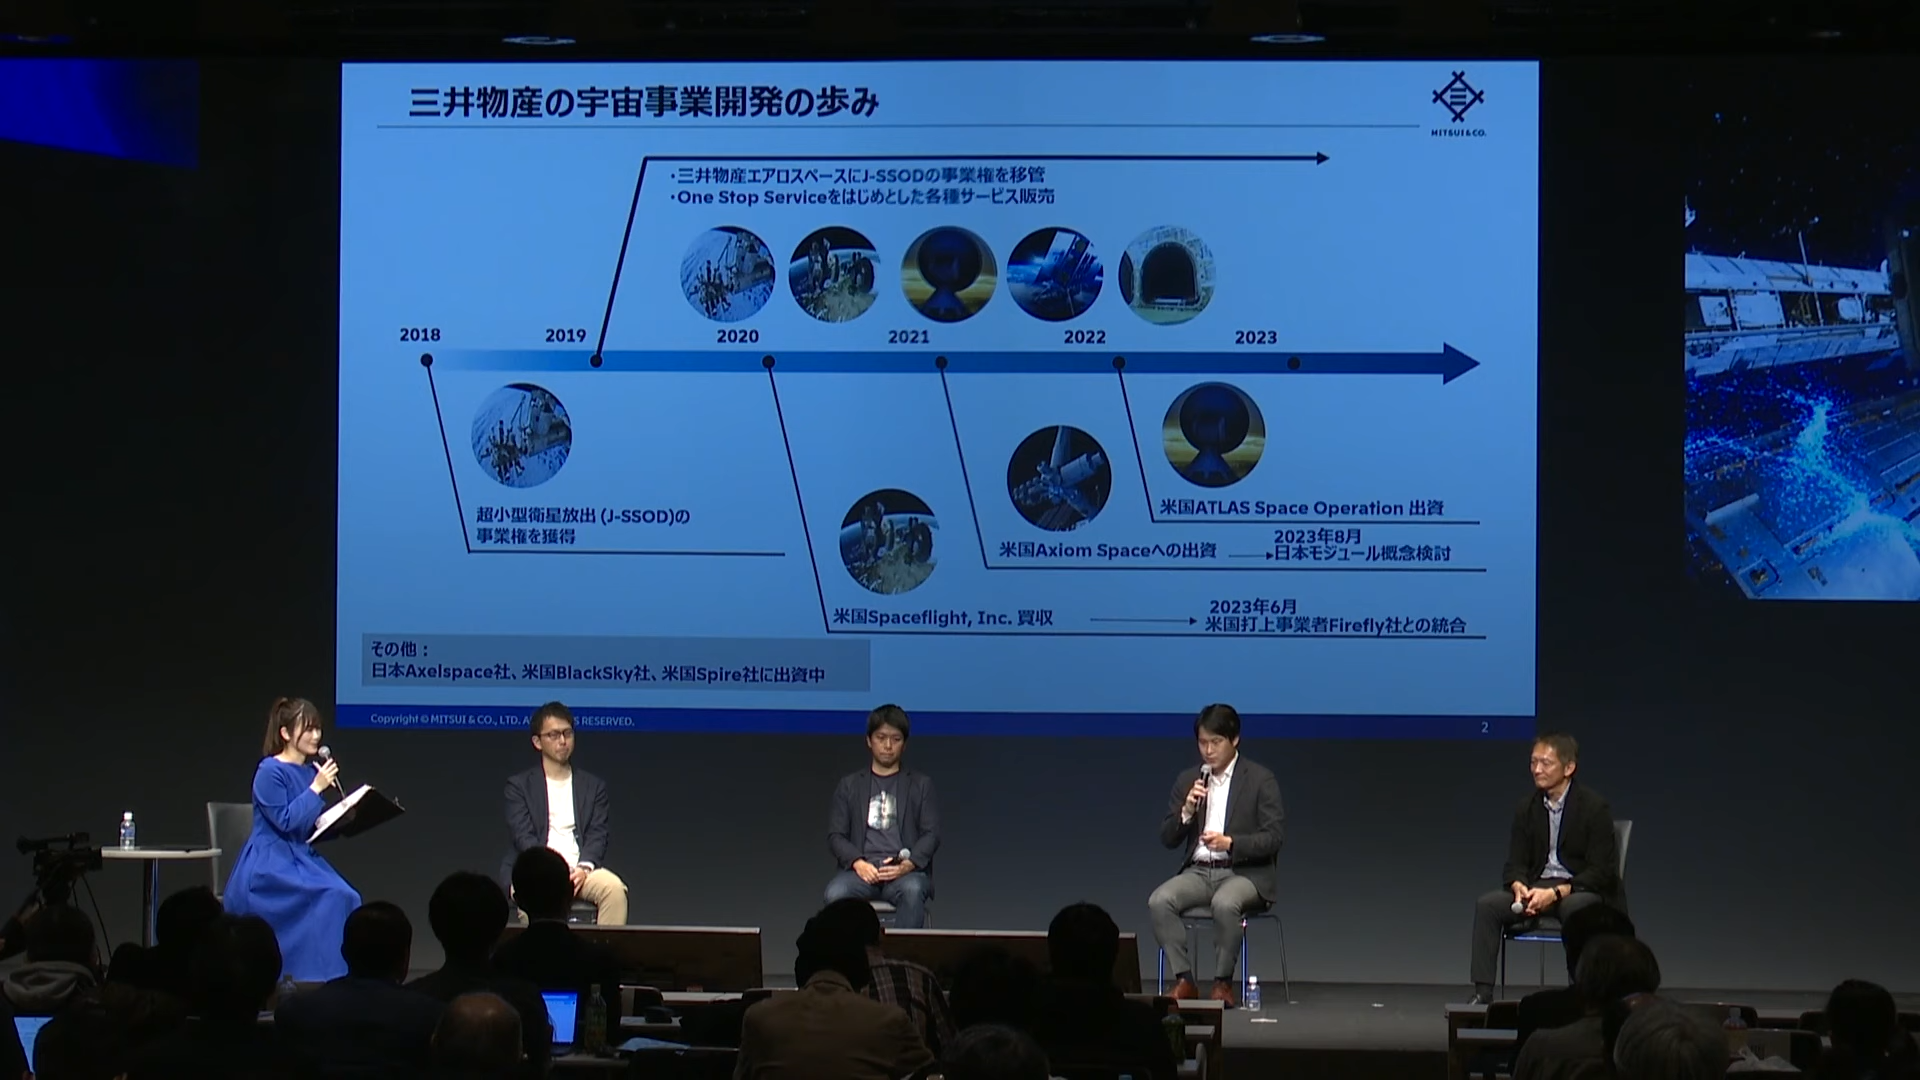 三井物産の宇宙事業開発の歩み
MITSUI & CO.
・三井物産エアロスペースにJ-SSODの事業権を移管
・One Stop Serviceをはじめとした各種サービス販売
2018
2019
2020
2021
2022
2023
超小型衛星放出 (J-SSOD)の
事業権を獲得
米国ATLAS Space Operation 出資
米国Axiom Spaceへの出資
2023年8月
日本モジュール概念検討
米国Spaceflight, Inc. 買収
2023年6月
米国打上事業者Firefly社との統合
その他：
日本Axelspace社、米国BlackSky社、米国Spire社に出資中
Copyright © MITSUI & CO., LTD. RESERVED.
2